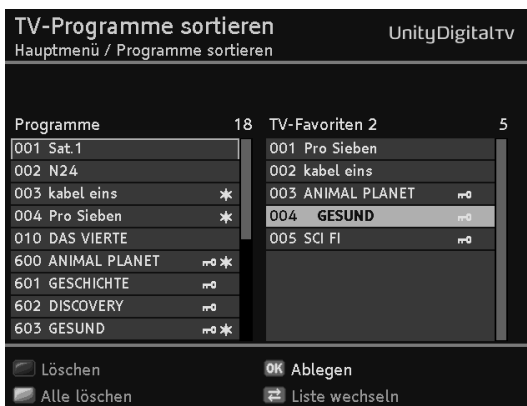 TV-Programme sortieren
UnityDigitalTV
Hauptmenü / Programme sortieren
Programme 18
001 Sat.1
002 N24
003 kabel eins
004 Pro Sieben
010 DAS VIERTE
600 ANIMAL PLANET
601 GESCHICHTE
602 DISCOVERY
603 GESUND
TV-Favoriten 2 5
001 Pro Sieben
002 kabel eins
003 ANIMAL PLANET
004 GESUND
005 SCI FI
Löschen
OK Ablegen
Alle löschen
Liste wechseln